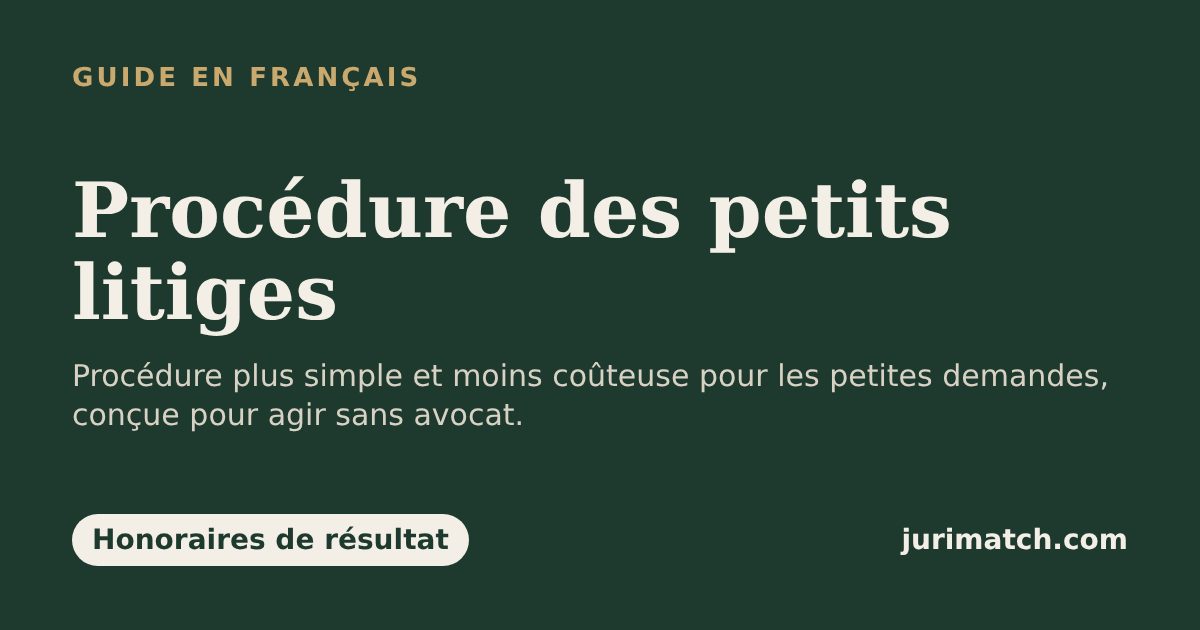 GUIDE EN FRANÇAIS
Procédure des petits
litiges
Procédure plus simple et moins coûteuse pour les petites demandes,
conçue pour agir sans avocat.
Honoraires de résultat
jurimatch.com